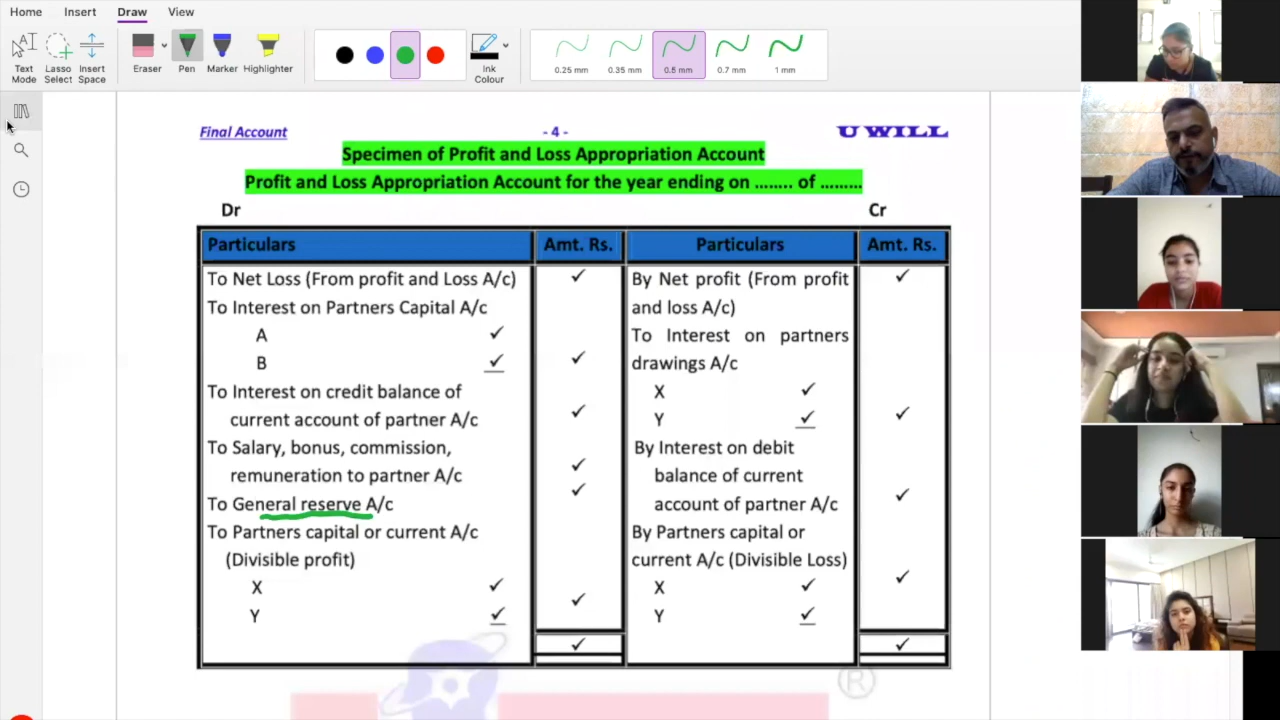 Home Insert Draw View
Text Mode
Lasso Select
Insert Space
Eraser
Pen
Marker
Highlighter
Ink Colour
0.25 mm
0.35 mm
0.5 mm
0.7 mm
1 mm
Final Account - 4 - U WILL
Specimen of Profit and Loss Appropriation Account
Profit and Loss Appropriation Account for the year ending on ........ of .........
Dr Cr
Particulars Amt. Rs. Particulars Amt. Rs.
To Net Loss (From profit and Loss A/c) ✓
To Interest on Partners Capital A/c
A ✓
B ✓ ✓
To Interest on credit balance of
current account of partner A/c ✓
To Salary, bonus, commission,
remuneration to partner A/c ✓
To General reserve A/c ✓
To Partners capital or current A/c
(Divisible profit)
X ✓
Y ✓ ✓
✓
By Net profit (From profit ✓
and loss A/c)
To Interest on partners
drawings A/c
X ✓
Y ✓ ✓
By Interest on debit
balance of current
account of partner A/c ✓
By Partners capital or
current A/c (Divisible Loss)
X ✓ ✓
Y ✓
✓
®